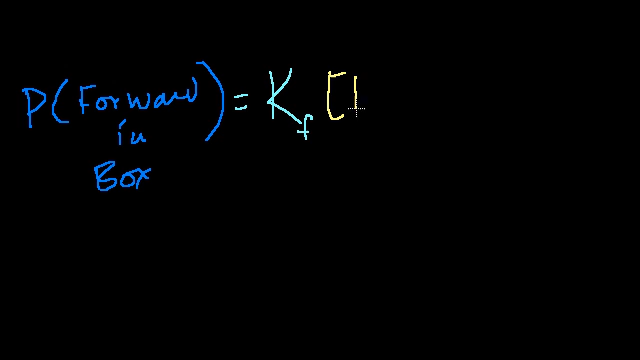 P(Forward) = K_f [
in
Box